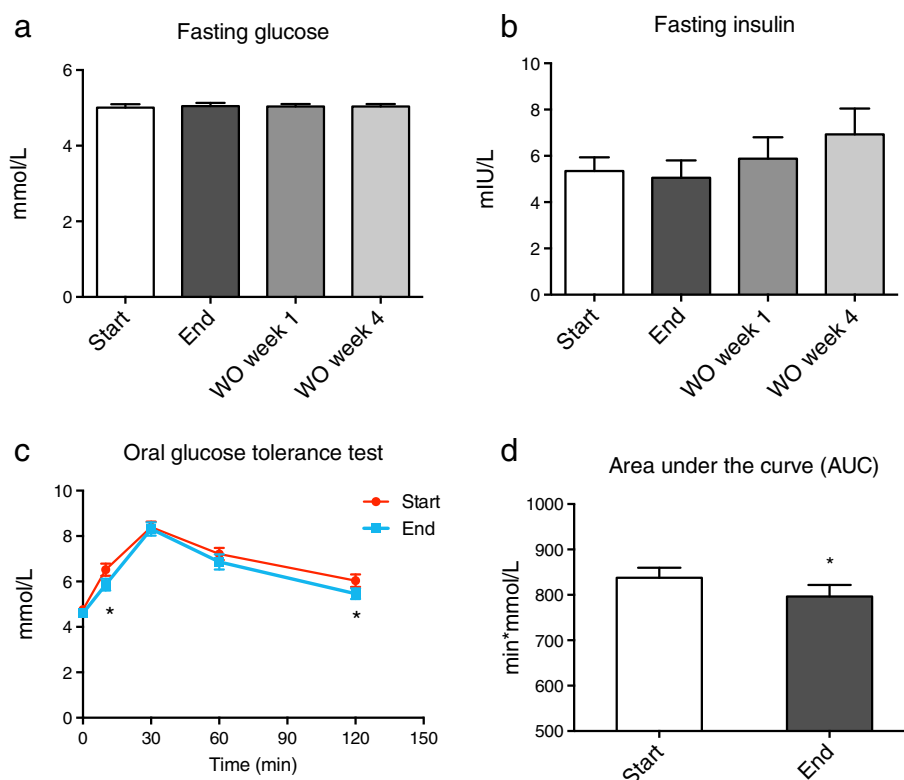 a
Fasting glucose
mmol/L
6
4
2
0
Start
End
WO week 1
WO week 4
b
Fasting insulin
mIU/L
10
8
6
4
2
0
Start
End
WO week 1
WO week 4
c
Oral glucose tolerance test
mmol/L
10
8
6
4
2
0
Start
End
*
*
0 30 60 90 120 150
Time (min)
d
Area under the curve (AUC)
min*mmol/L
1000
900
800
700
600
500
*
Start
End